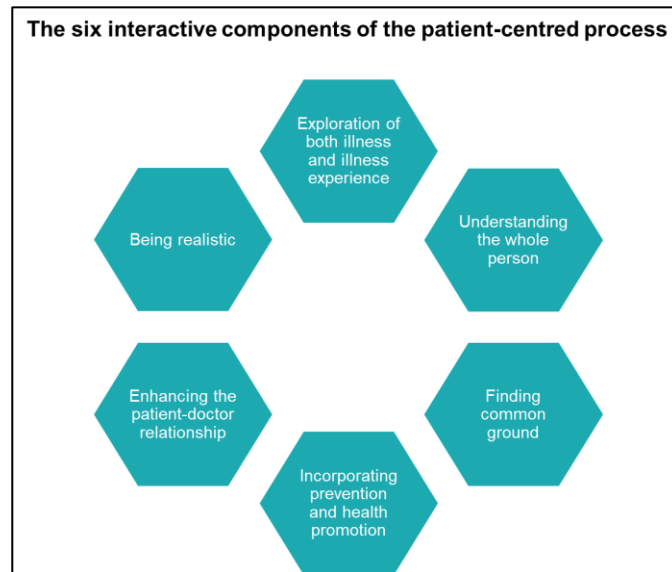 The six interactive components of the patient-centred process
Exploration of
both illness
and illness
experience
Understanding
the whole
person
Finding
common
ground
Incorporating
prevention
and health
promotion
Enhancing the
patient-doctor
relationship
Being realistic